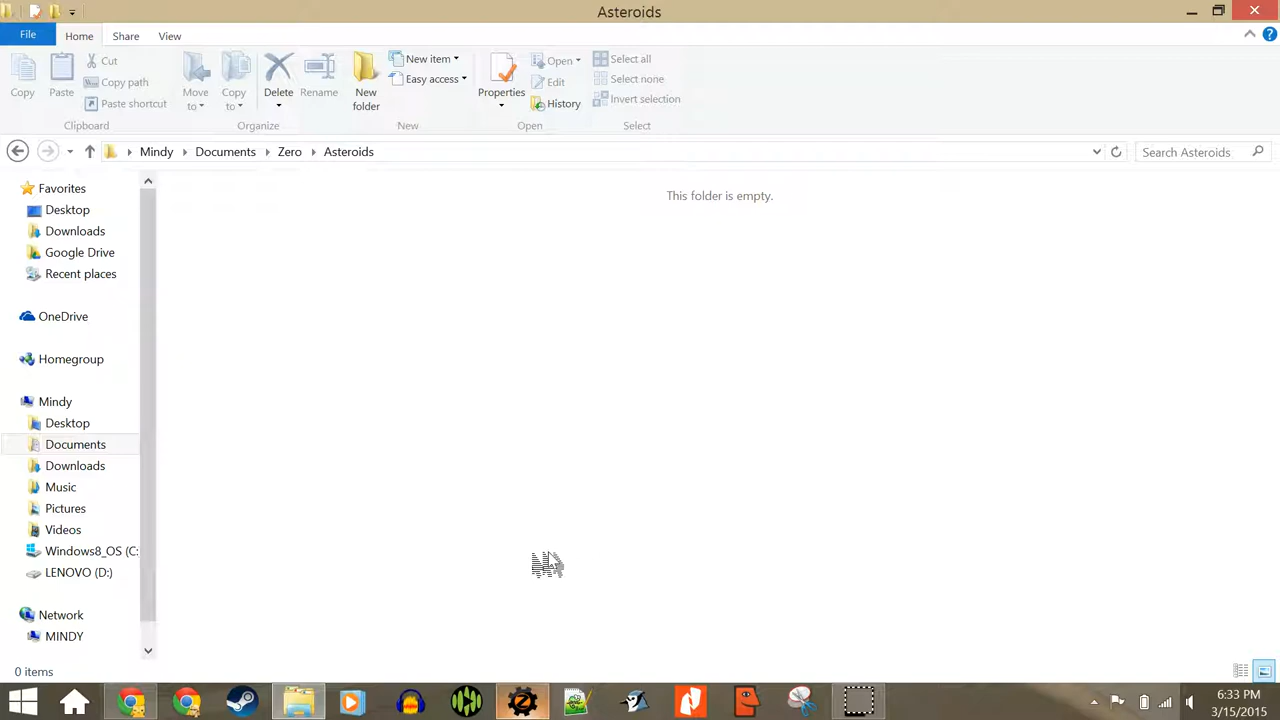 Asteroids
File Home Share View
Copy
Paste
Cut
Copy path
Paste shortcut
Clipboard
Move to
Copy to
Delete
Rename
Organize
New folder
New item
Easy access
New
Properties
Open
Edit
History
Open
Select all
Select none
Invert selection
Select
Mindy Documents Zero Asteroids
Search Asteroids
Favorites
Desktop
Downloads
Google Drive
Recent places
OneDrive
Homegroup
Mindy
Desktop
Documents
Downloads
Music
Pictures
Videos
Windows8_OS (C:
LENOVO (D:)
Network
MINDY
This folder is empty.
0 items
6:33 PM
3/15/2015